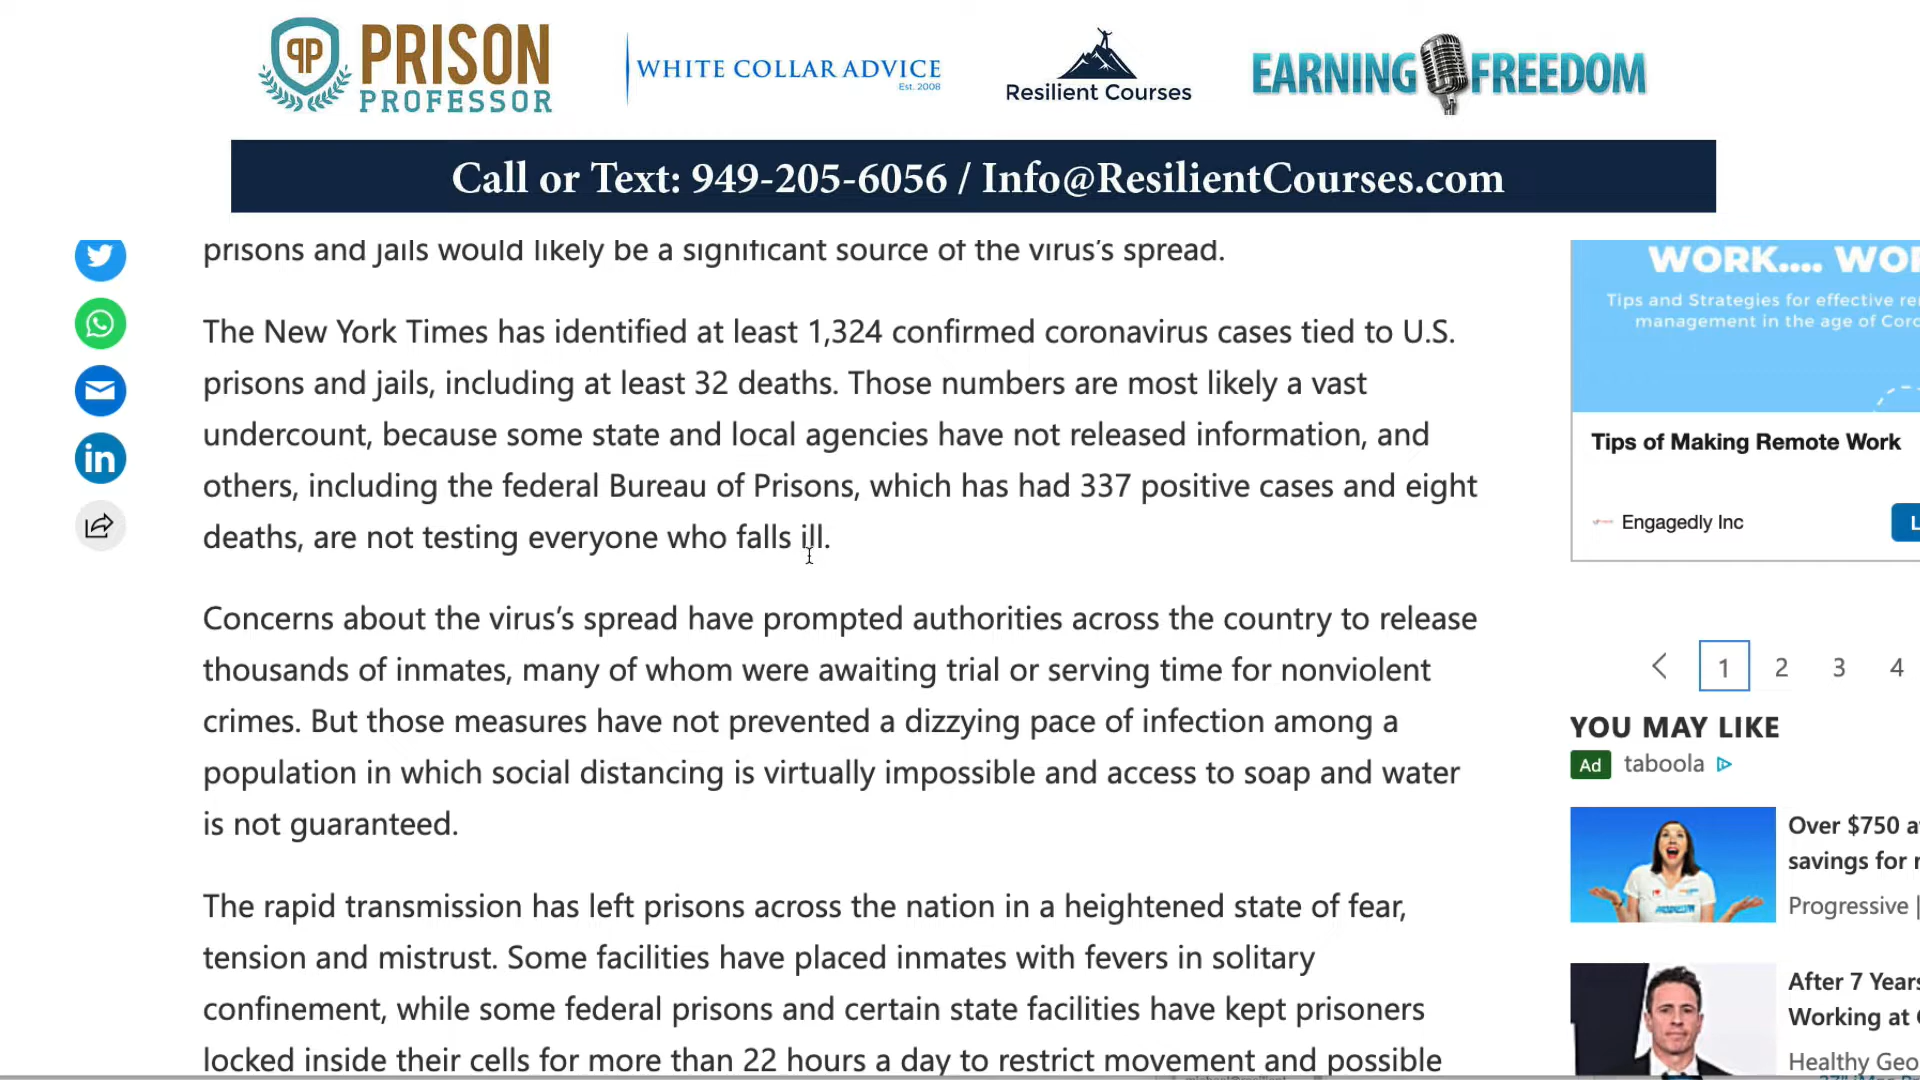 PRISON
PROFESSOR
WHITE COLLAR ADVICE
Est. 2008
Resilient Courses
EARNING FREEDOM
Call or Text: 949-205-6056 / Info@ResilientCourses.com
prisons and jails would likely be a significant source of the virus’s spread.
The New York Times has identified at least 1,324 confirmed coronavirus cases tied to U.S.
prisons and jails, including at least 32 deaths. Those numbers are most likely a vast
undercount, because some state and local agencies have not released information, and
others, including the federal Bureau of Prisons, which has had 337 positive cases and eight
deaths, are not testing everyone who falls ill.
Concerns about the virus’s spread have prompted authorities across the country to release
thousands of inmates, many of whom were awaiting trial or serving time for nonviolent
crimes. But those measures have not prevented a dizzying pace of infection among a
population in which social distancing is virtually impossible and access to soap and water
is not guaranteed.
The rapid transmission has left prisons across the nation in a heightened state of fear,
tension and mistrust. Some facilities have placed inmates with fevers in solitary
confinement, while some federal prisons and certain state facilities have kept prisoners
locked inside their cells for more than 22 hours a day to restrict movement and possible
WORK....
Tips and Strategies for effective
management in the age of
Tips of Making Remote Work
Engagedly Inc
1 2 3 4
YOU MAY LIKE
Ad taboola
Over $750
savings for
Progressive |
After 7 Years
Working at
Healthy Geo